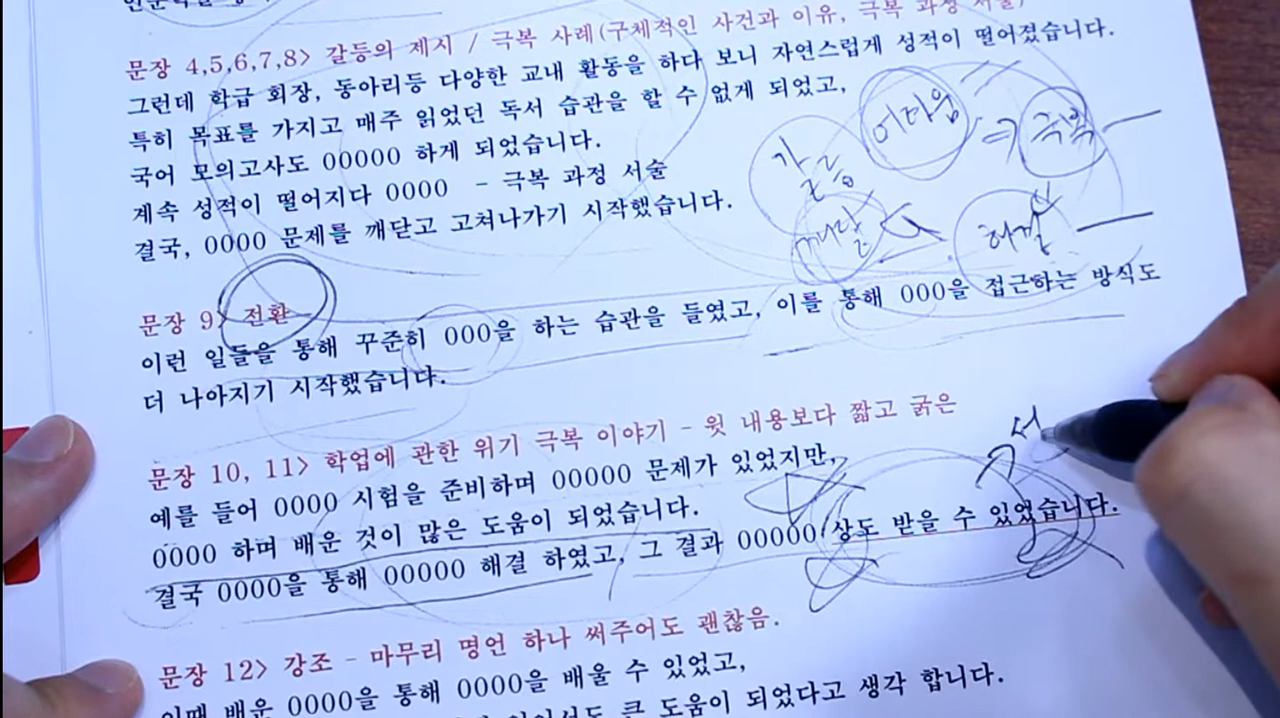 문장 4,5,6,7,8> 갈등의 제시 / 극복 사례(구체적인 사건과 이유, 극복 과정 서술)
그런데 학급 회장, 동아리등 다양한 교내 활동을 하다 보니 자연스럽게 성적이 떨어졌습니다.
특히 목표를 가지고 매주 읽었던 독서 습관을 할 수 없게 되었고,
국어 모의고사도 00000 하게 되었습니다.
계속 성적이 떨어지다 0000 - 극복 과정 서술
결국, 0000 문제를 깨닫고 고쳐나가기 시작했습니다.
어려움 => 극복
갈등
해결
문장 9> 전환
이런 일들을 통해 꾸준히 000을 하는 습관을 들였고, 이를 통해 000을 접근하는 방식도
더 나아지기 시작했습니다.
문장 10, 11> 학업에 관한 위기 극복 이야기 - 윗 내용보다 짧고 굵은
예를 들어 0000 시험을 준비하며 00000 문제가 있었지만,
0000 하며 배운 것이 많은 도움이 되었습니다.
결국 0000을 통해 00000 해결 하였고, 그 결과 00000 상도 받을 수 있었습니다.
문장 12> 강조 - 마무리 명언 하나 써주어도 괜찮음.
이때 배운 0000을 통해 0000을 배울 수 있었고,
큰 도움이 되었다고 생각 합니다.